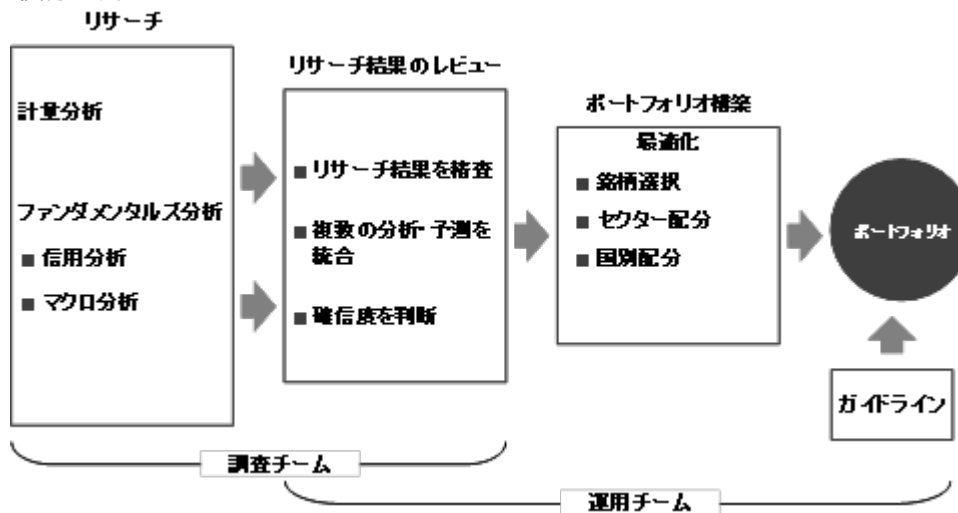 リサーチ
計量分析
ファンダメンタルズ分析
■ 信用分析
■ マクロ分析
リサーチ結果のレビュー
■ リサーチ結果を精査
■ 複数の分析・予測を
統合
■ 確信度を判断
ポートフォリオ構築
最適化
■ 銘柄選択
■ セクター配分
■ 国別配分
ポートフォリオ
ガイドライン
調査チーム
運用チーム